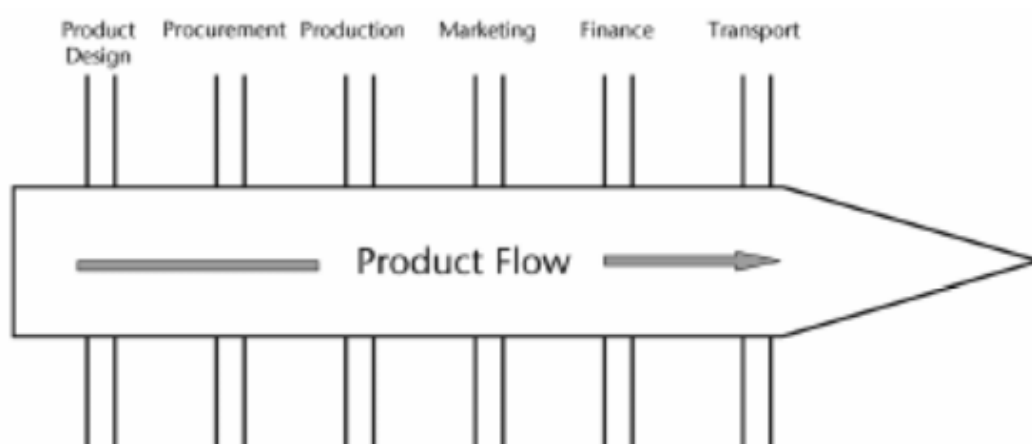 Product Procurement Production Marketing Finance Transport
Design
Product Flow